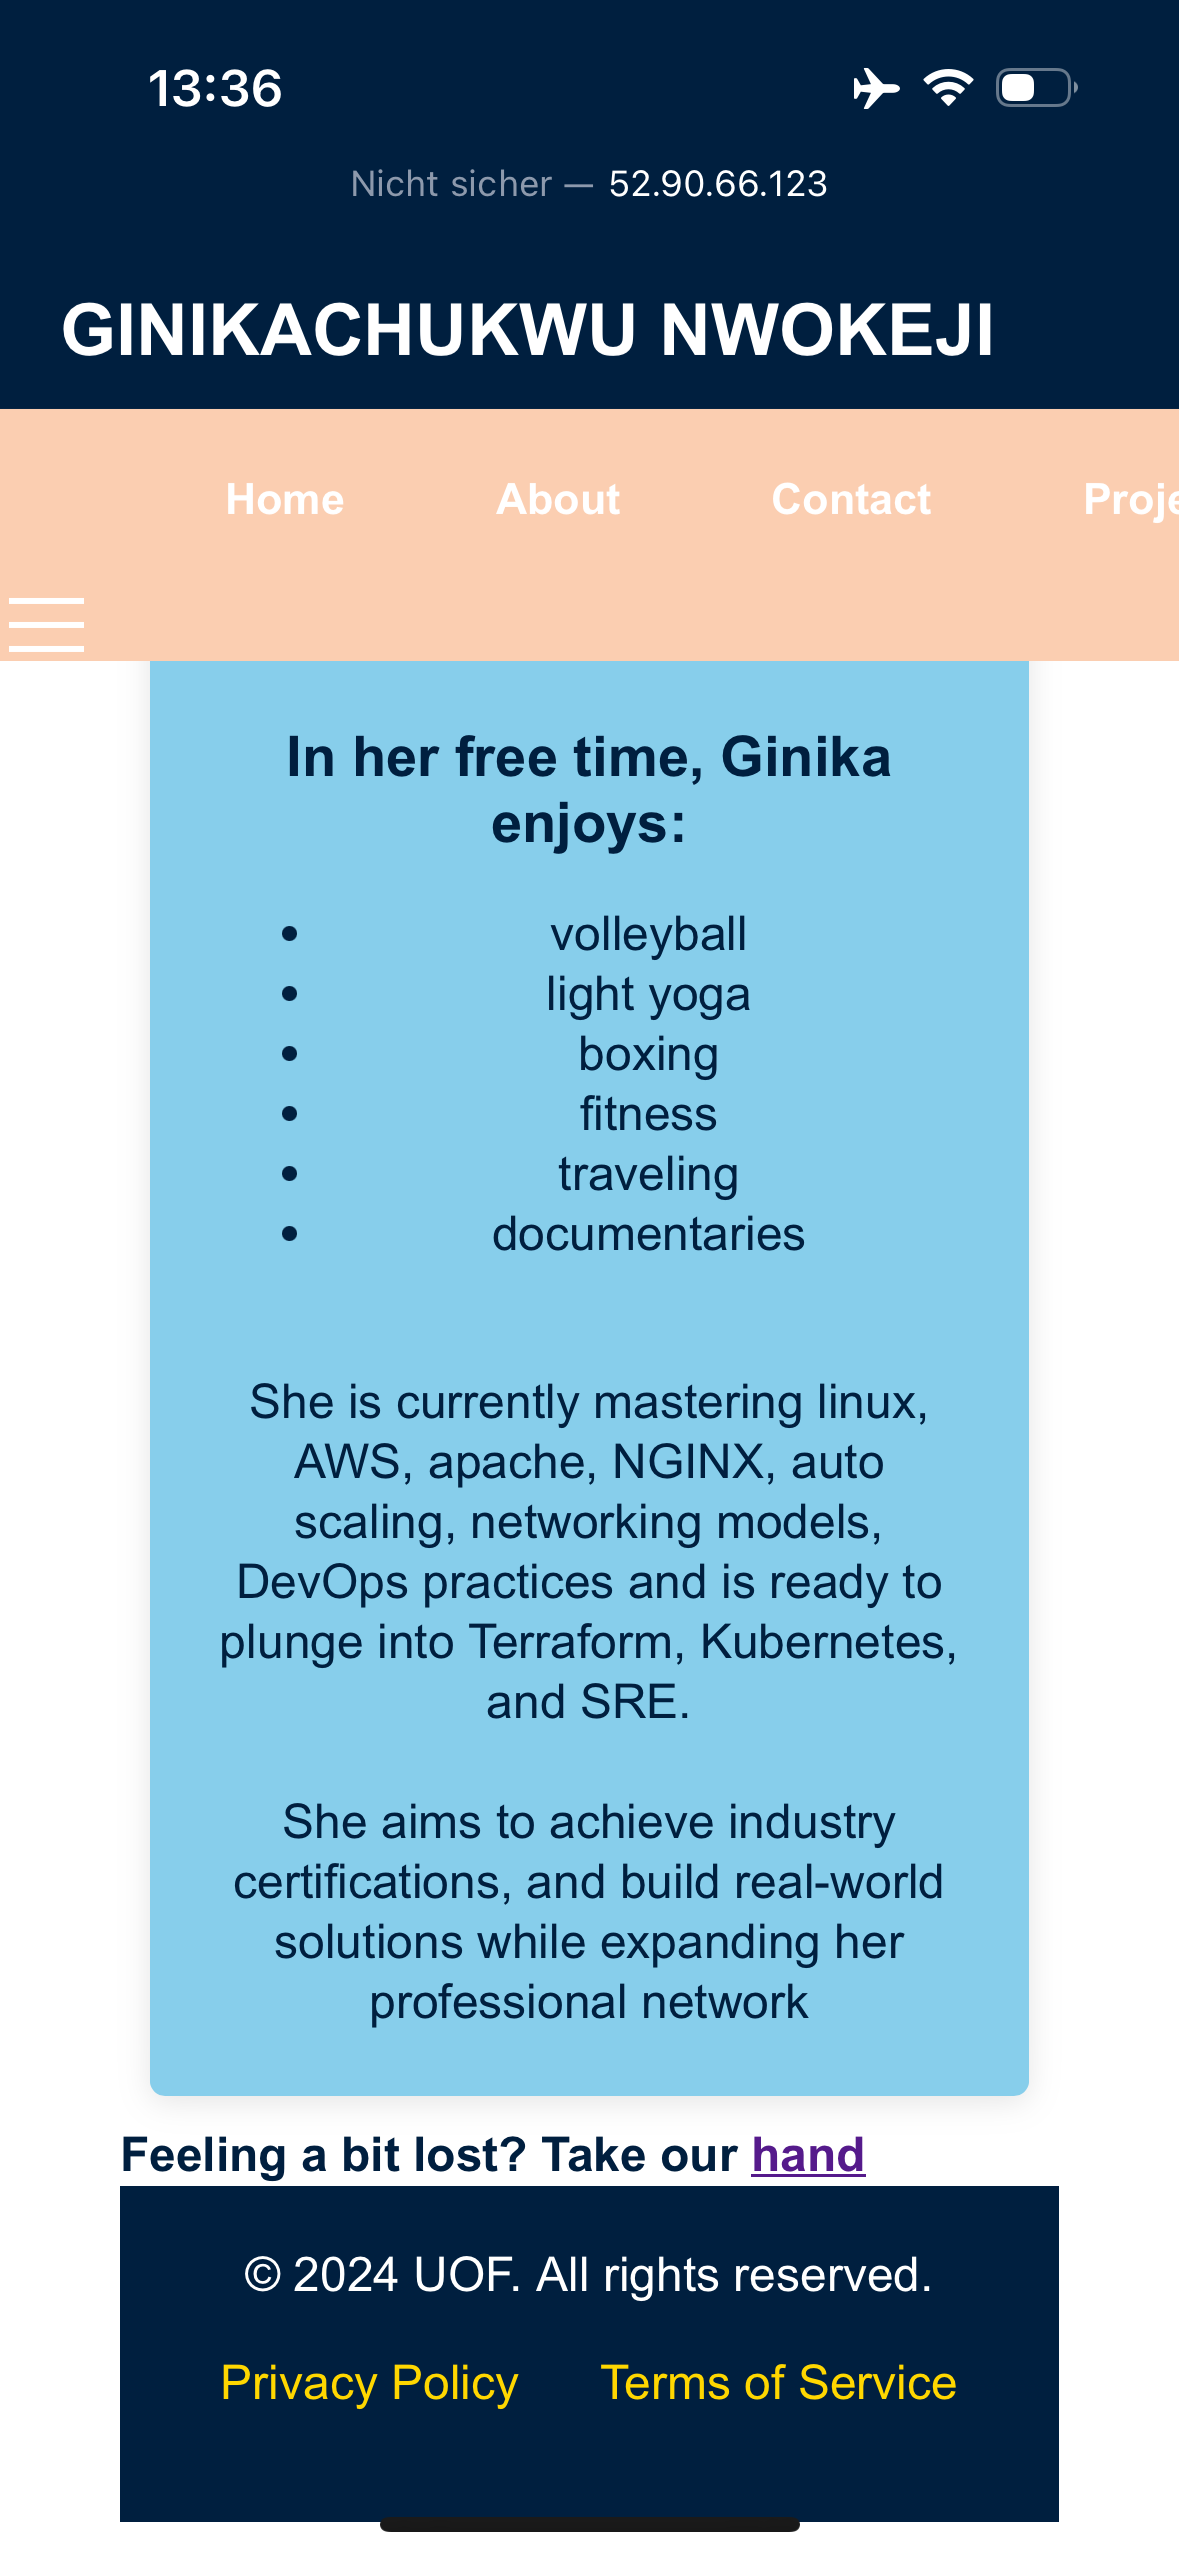 13:36
Nicht sicher — 52.90.66.123
GINIKACHUKWU NWOKEJI
Home About Contact Proje
In her free time, Ginika
enjoys:
• volleyball
• light yoga
• boxing
• fitness
• traveling
• documentaries
She is currently mastering linux,
AWS, apache, NGINX, auto
scaling, networking models,
DevOps practices and is ready to
plunge into Terraform, Kubernetes,
and SRE.
She aims to achieve industry
certifications, and build real-world
solutions while expanding her
professional network
Feeling a bit lost? Take our hand
© 2024 UOF. All rights reserved.
Privacy Policy Terms of Service